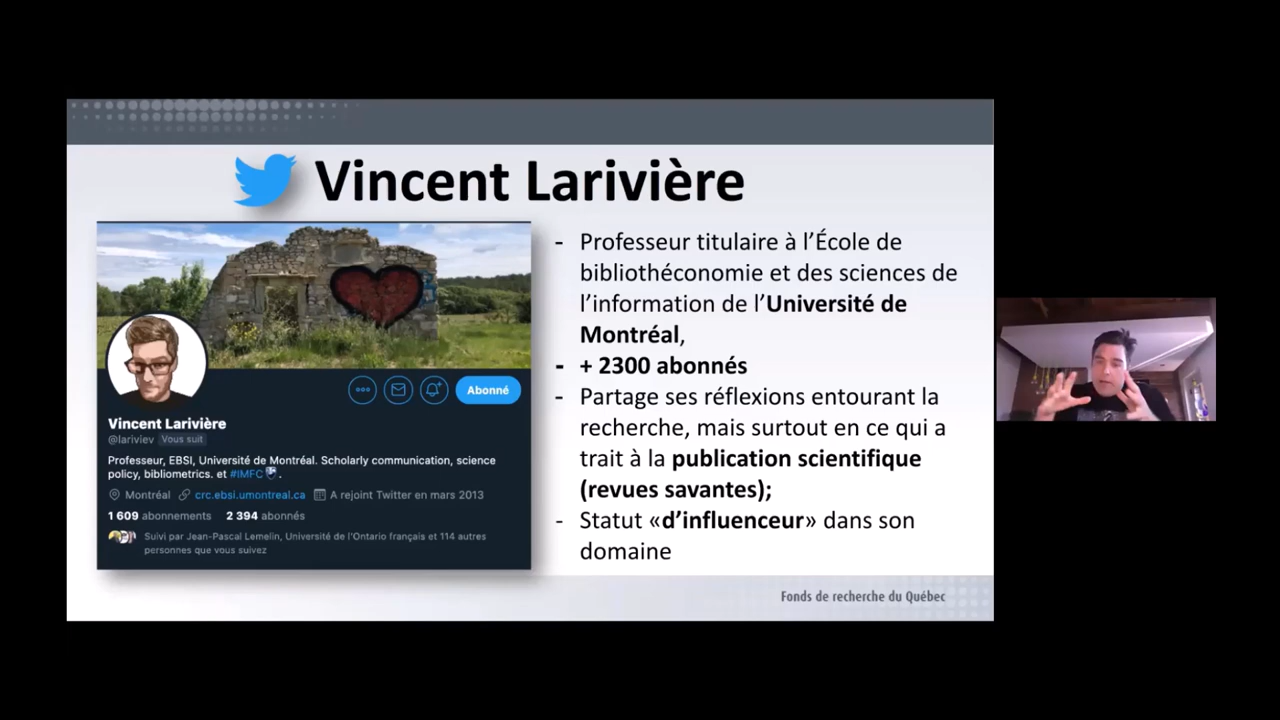 Vincent Larivière
Abonné
Vincent Larivière
@lariviev Vous suit
Professeur, EBSI, Université de Montréal. Scholarly communication, science
policy, bibliometrics. et #IMFC .
Montréal crc.ebsi.umontreal.ca A rejoint Twitter en mars 2013
1 609 abonnements 2 394 abonnés
Suivi par Jean-Pascal Lemelin, Université de l'Ontario français et 114 autres
personnes que vous suivez
- Professeur titulaire à l’École de
bibliothéconomie et des sciences de
l’information de l’Université de
Montréal,
- + 2300 abonnés
- Partage ses réflexions entourant la
recherche, mais surtout en ce qui a
trait à la publication scientifique
(revues savantes);
- Statut «d’influenceur» dans son
domaine
Fonds de recherche du Québec